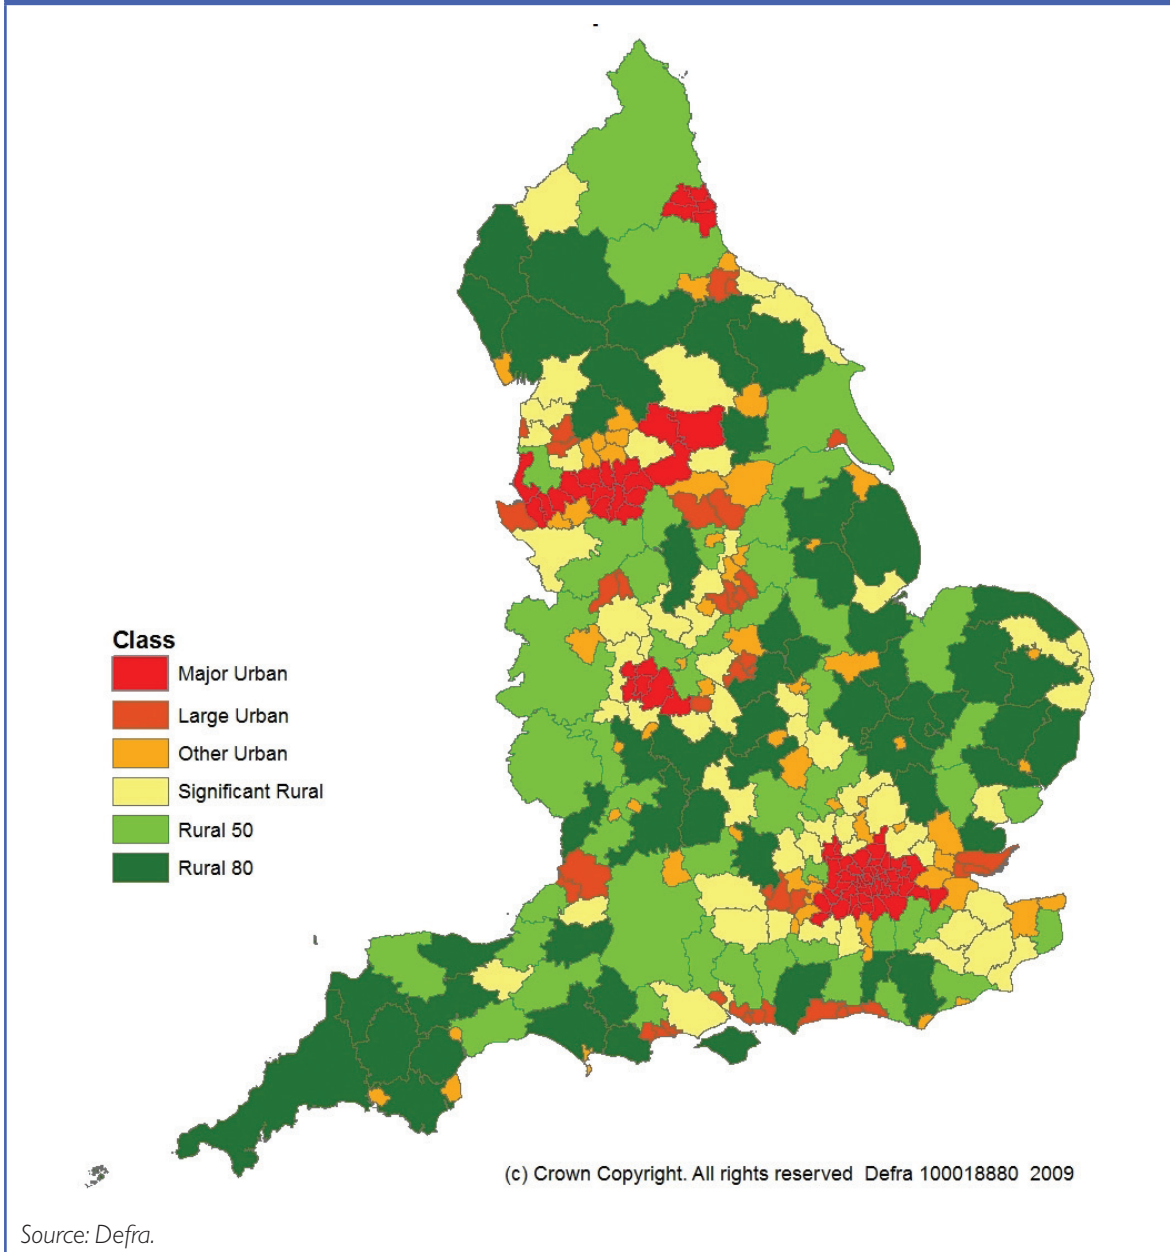 Class
Major Urban
Large Urban
Other Urban
Significant Rural
Rural 50
Rural 80
(c) Crown Copyright. All rights reserved Defra 100018880 2009
Source: Defra.